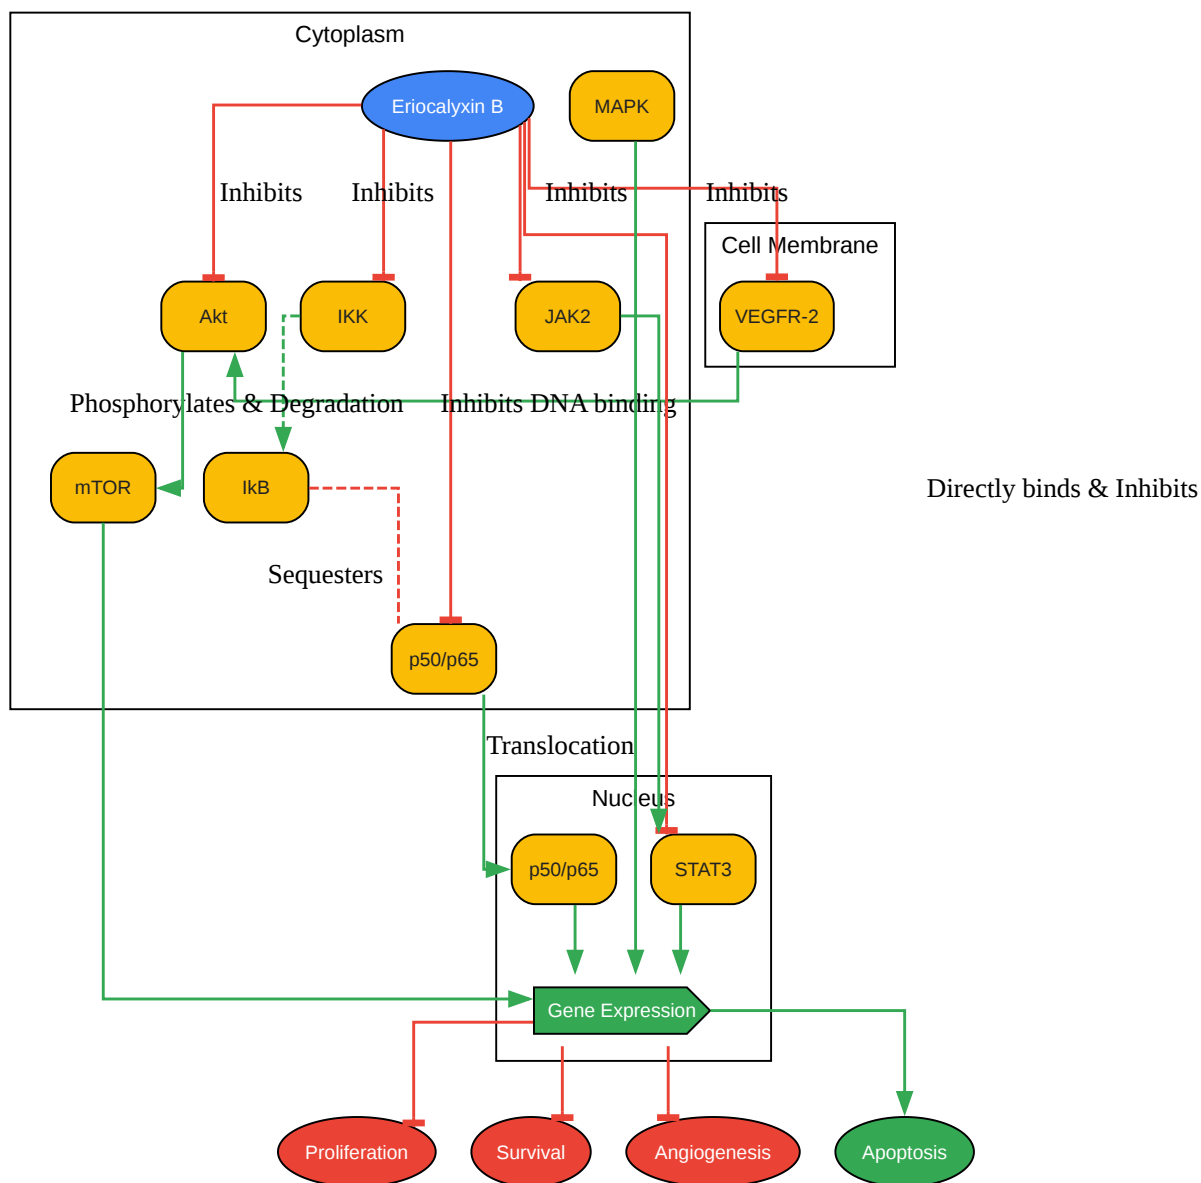 Cytoplasm
Eriocalyxin B
MAPK
Inhibits
Inhibits
Inhibits
Inhibits
Cell Membrane
Akt
IKK
JAK2
VEGFR-2
Phosphorylates & Degradation
Inhibits DNA binding
mTOR
IkB
Directly binds & Inhibits
Sequesters
p50/p65
Translocation
Nucleus
p50/p65
STAT3
Gene Expression
Proliferation
Survival
Angiogenesis
Apoptosis